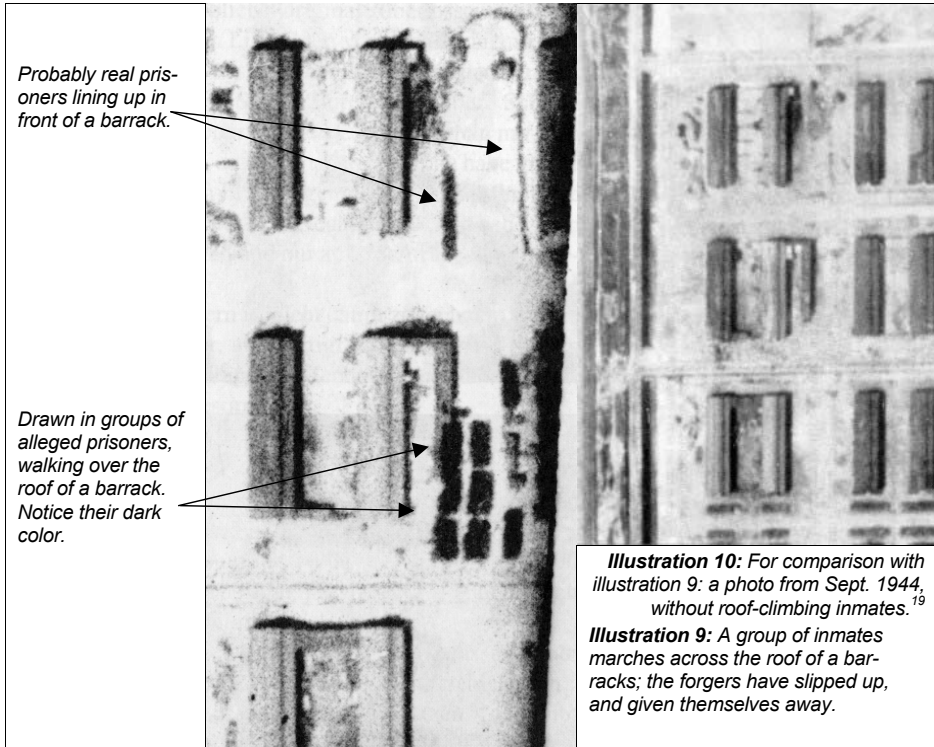 Probably real pris-
oners lining up in
front of a barrack.
Drawn in groups of
alleged prisoners,
walking over the
roof of a barrack.
Notice their dark
color.
Illustration 10: For comparison with
illustration 9: a photo from Sept. 1944,
without roof-climbing inmates.19
Illustration 9: A group of inmates
marches across the roof of a bar-
racks; the forgers have slipped up,
and given themselves away.